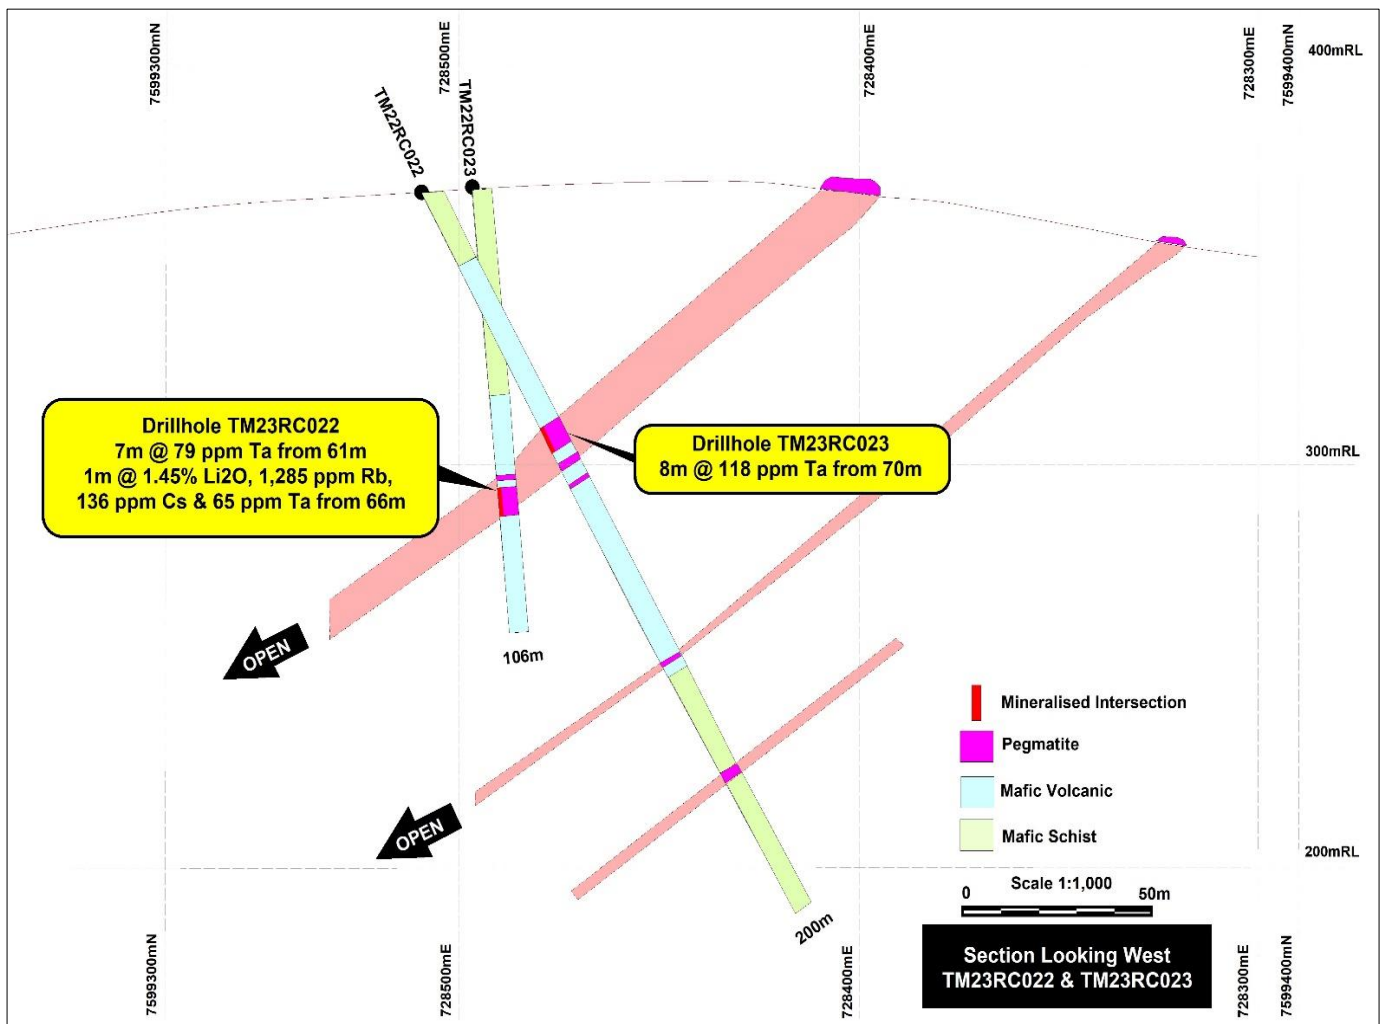 7599300mN
728500mE
728400mE
728300mE
7599400mN
400mRL
TM22RC022
TM22RC023
Drillhole TM23RC022
7m @ 79 ppm Ta from 61m
1m @ 1.45% Li2O, 1,285 ppm Rb,
136 ppm Cs & 65 ppm Ta from 66m
Drillhole TM23RC023
8m @ 118 ppm Ta from 70m
300mRL
OPEN
106m
OPEN
200m
Mineralised Intersection
Pegmatite
Mafic Volcanic
Mafic Schist
200mRL
Scale 1:1,000
0 50m
Section Looking West
TM23RC022 & TM23RC023
7599300mN
728500mE
728400mE
728300mE
7599400mN